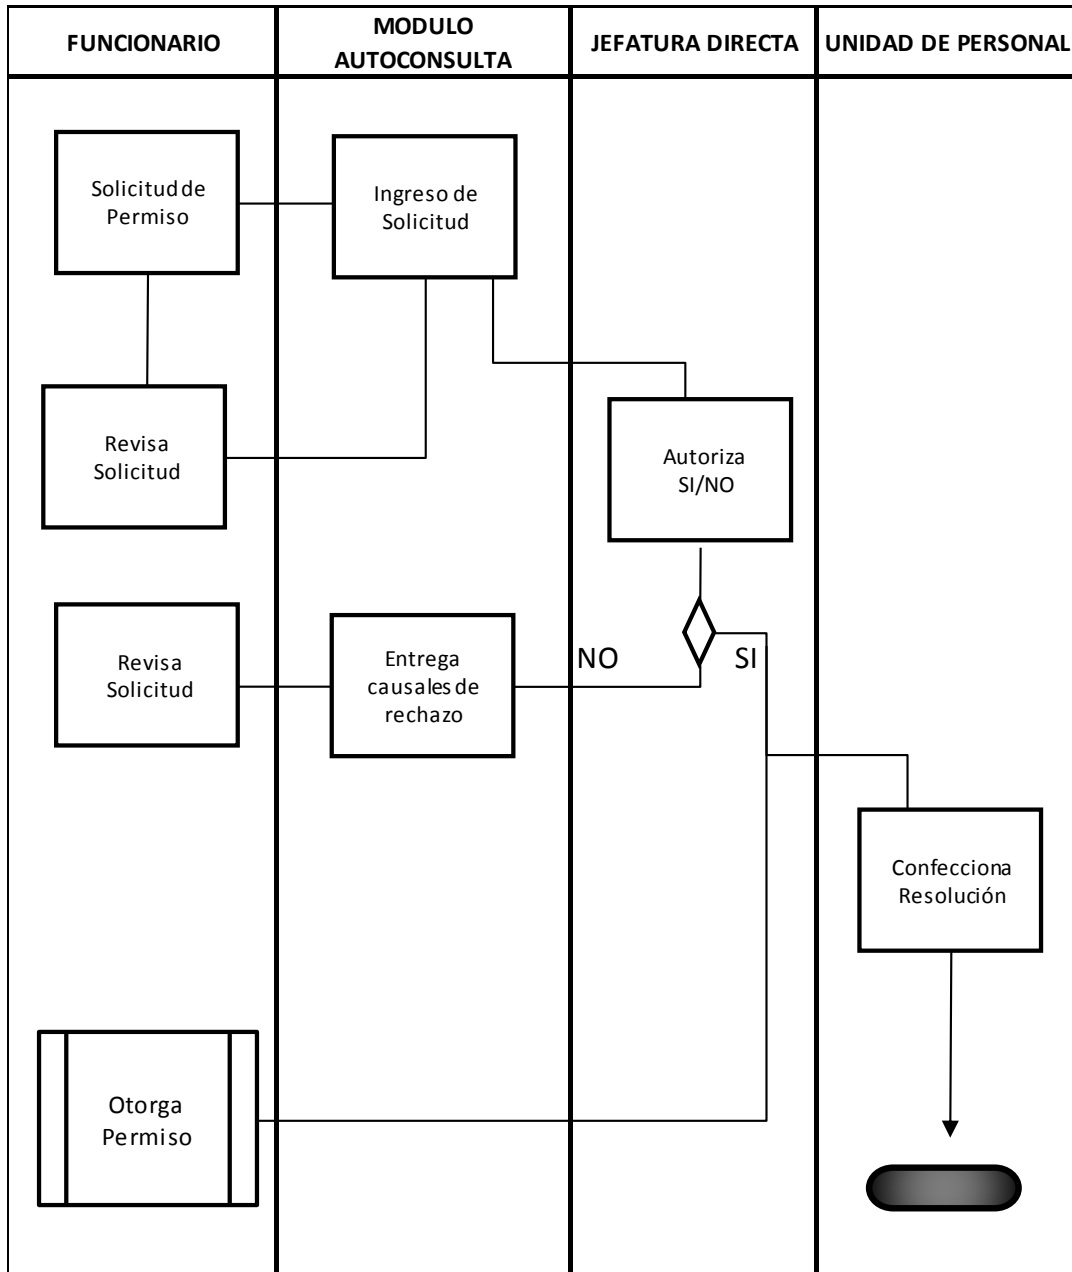 FUNCIONARIO
MODULO
AUTOCONSULTA
JEFATURA DIRECTA
UNIDAD DE PERSONAL
Solicitud de
Permiso
Ingreso de
Solicitud
Revisa
Solicitud
Autoriza
SI/NO
Revisa
Solicitud
Entrega
causales de
rechazo
NO
SI
Confecciona
Resolución
Otorga
Permiso